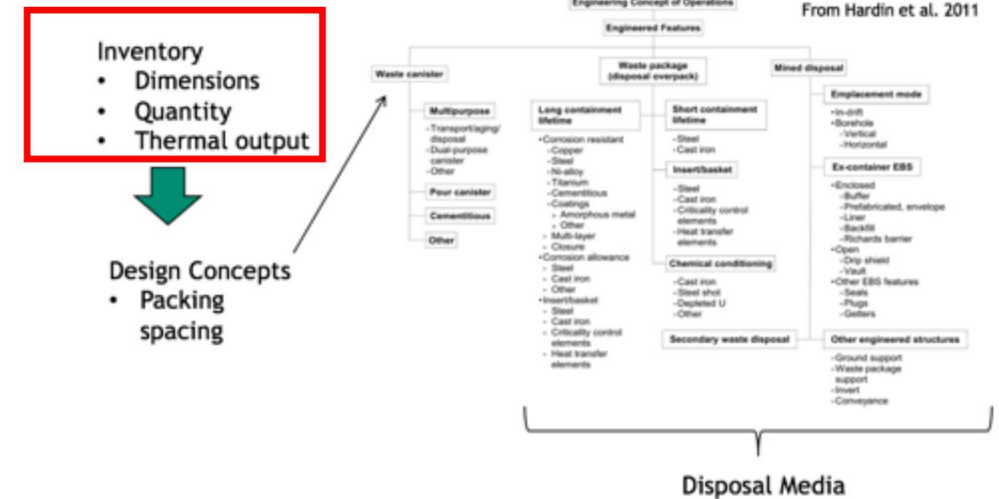 Engineering Concept of Operations
From Hardin et al. 2011
Engineered Features
Inventory
• Dimensions
• Quantity
• Thermal output
Design Concepts
• Packing
spacing
Waste canister
Multipurpose
-Transport/aging/
disposal
-Dual-purpose
canister
-Other
Pour canister
Cementitious
Other
Waste package
(disposal overpack)
Long containment
lifetime
•Corrosion resistant
-Copper
-Steel
-Ni-alloy
-Titanium
-Cementitious
-Coatings
» Amorphous metal
» Other
- Multi-layer
- Closure
•Corrosion allowance
- Steel
- Cast iron
- Other
•Insert/basket
- Steel
- Cast iron
- Criticality control
elements
- Heat transfer
elements
Short containment
lifetime
-Steel
-Cast iron
Insert/basket
-Steel
-Cast iron
-Criticality control
elements
-Heat transfer
elements
Chemical conditioning
-Cast iron
-Steel shot
-Depleted U
-Other
Secondary waste disposal
Mined disposal
Emplacement mode
•In-drift
•Borehole
-Vertical
-Horizontal
Ex-container EBS
•Enclosed
-Buffer
-Prefabricated, envelope
-Liner
-Backfill
-Richards barrier
•Open
-Drip shield
-Vault
•Other EBS features
-Seals
-Plugs
-Getters
Other engineered structures
-Ground support
-Waste package
support
-Invert
-Conveyance
Disposal Media